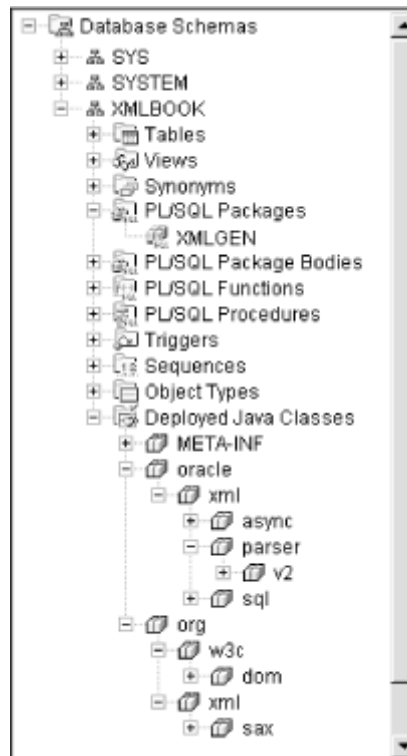 Database Schemas
SYS
SYSTEM
XMLBOOK
Tables
Views
Synonyms
PL/SQL Packages
XMLGEN
PL/SQL Package Bodies
PL/SQL Functions
PL/SQL Procedures
Triggers
Sequences
Object Types
Deployed Java Classes
META-INF
oracle
xml
async
parser
v2
sql
org
w3c
dom
xml
sax